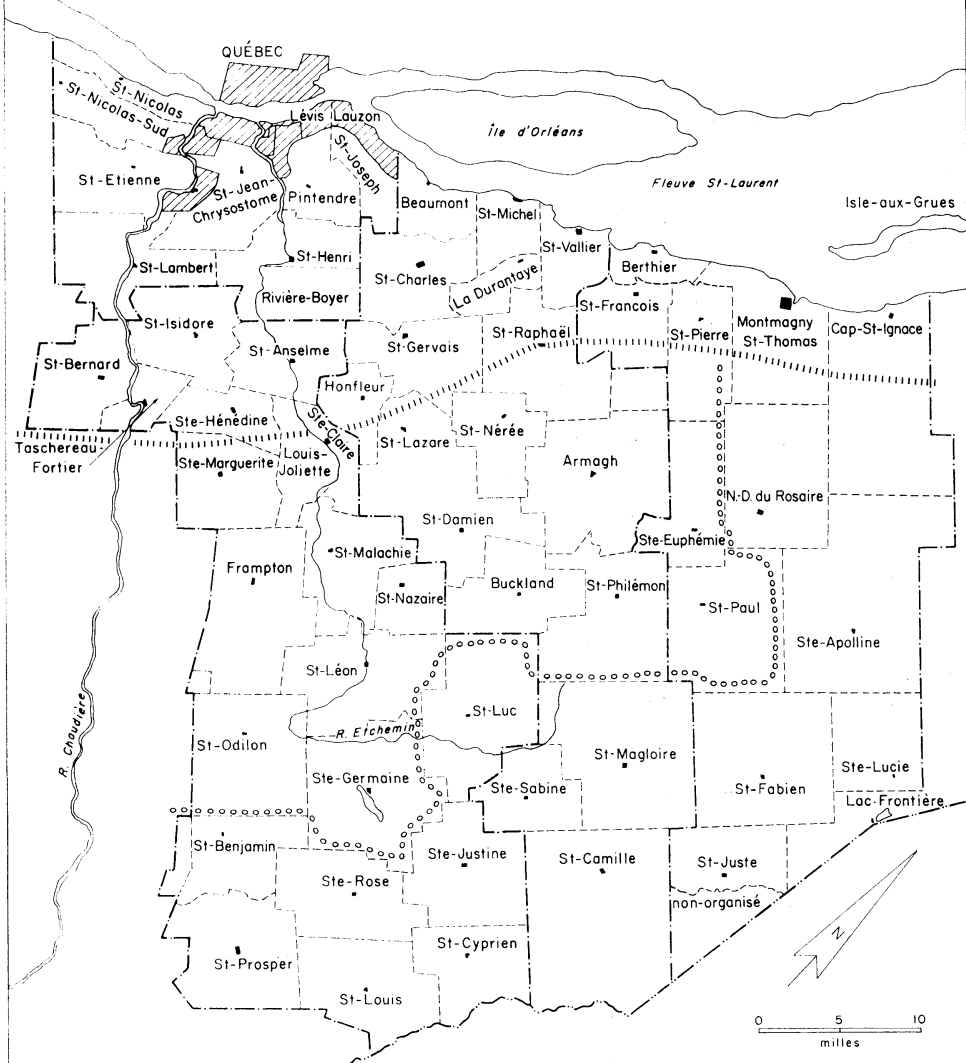 QUÉBEC
St-Nicolas
St-Nicolas-Sud
Lévis
Lauzon
Île d'Orléans
Fleuve St-Laurent
Isle-aux-Grues
St-Etienne
St-Jean-
Chrysostome
Pintendre
St-Joseph
Beaumont
St-Michel
St-Vallier
Berthier
St-Lambert
St-Henri
St-Charles
La Durantaye
Rivière-Boyer
St-Francois
St-Isidore
St-Anselme
St-Gervais
St-Raphaël
St-Pierre
Montmagny
St-Thomas
Cap-St-Ignace
St-Bernard
Honfleur
Ste-Hénédine
Ste-Claire
St-Lazare
St-Nérée
Taschereau-
Fortier
Ste-Marguerite
Louis-
Joliette
Armagh
N.-D. du Rosaire
St-Damien
Ste-Euphémie
Frampton
St-Malachie
St-Nazaire
Buckland
St-Philémon
St-Paul
Ste-Apolline
St-Léon
St-Luc
R. Chaudière
R. Etchemin
St-Odilon
St-Magloire
Ste-Germaine
Ste-Sabine
St-Fabien
Ste-Lucie
Lac-Frontière
St-Benjamin
Ste-Justine
St-Camille
St-Juste
non-organisé
Ste-Rose
St-Prosper
St-Cyprien
St-Louis
N
0 5 10
milles